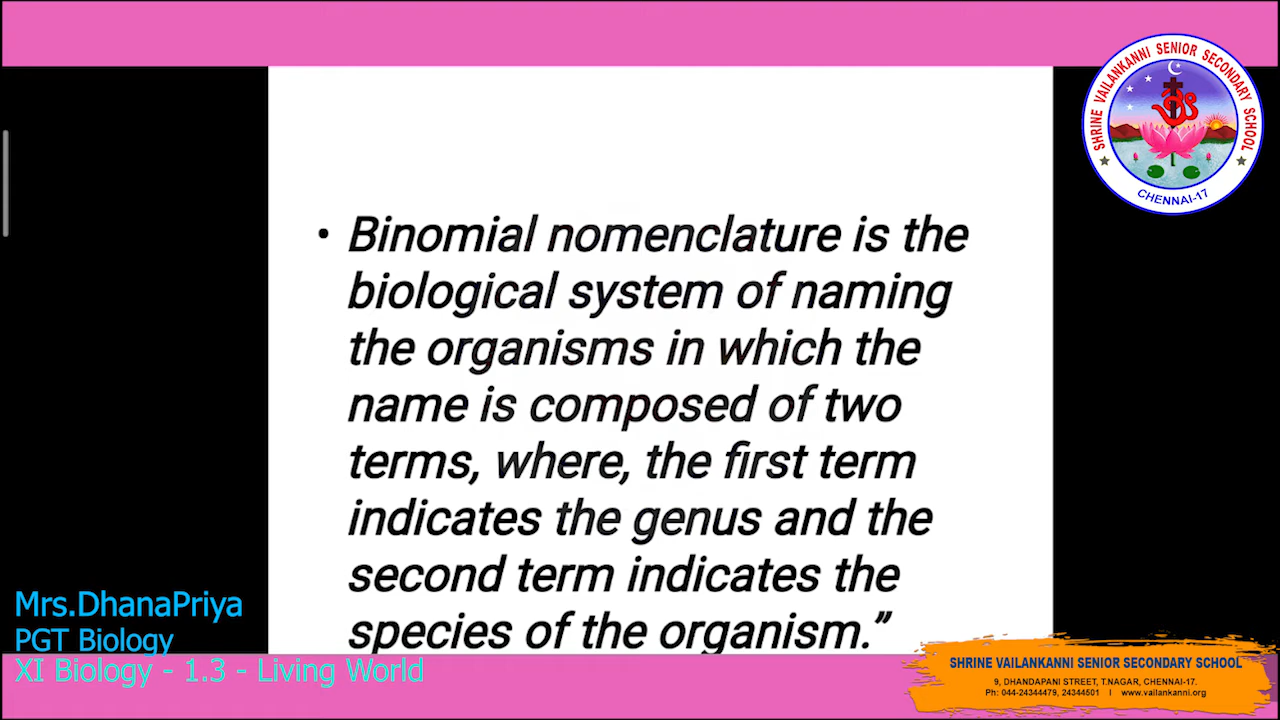 SHRINE VAILANKANNI SENIOR SECONDARY SCHOOL
CHENNAI-17
• Binomial nomenclature is the
biological system of naming
the organisms in which the
name is composed of two
terms, where, the first term
indicates the genus and the
second term indicates the
species of the organism.”
Mrs.DhanaPriya
PGT Biology
XI Biology - 1.3 - Living World
SHRINE VAILANKANNI SENIOR SECONDARY SCHOOL
9, DHANDAPANI STREET, T.NAGAR, CHENNAI-17.
Ph: 044-24344479, 24344501 I www.vailankanni.org